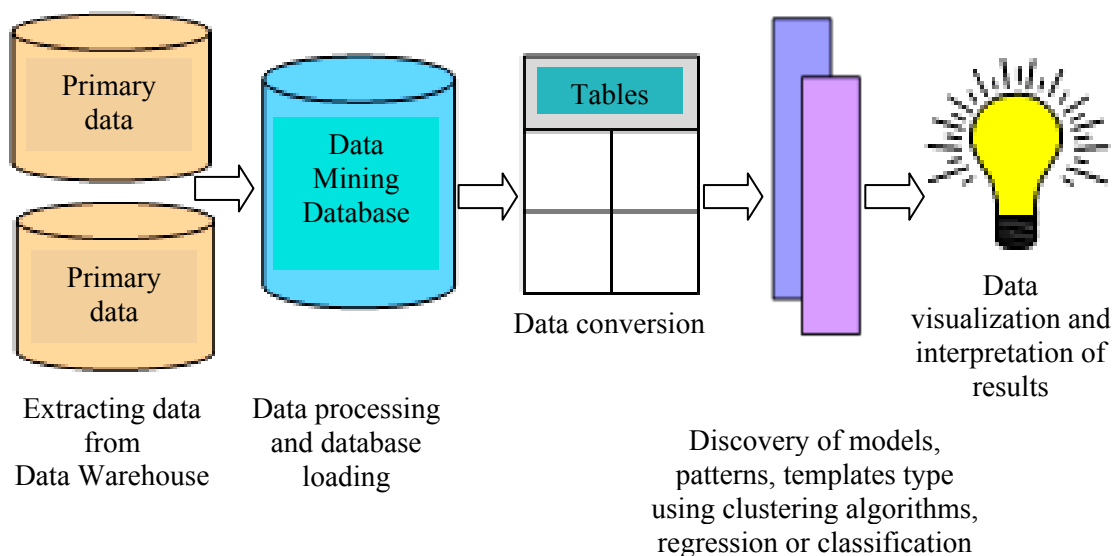 Primary
data
Primary
data
Extracting data
from
Data Warehouse
Data
Mining
Database
Data processing
and database
loading
Tables
Data conversion
Discovery of models,
patterns, templates type
using clustering algorithms,
regression or classification
Data
visualization and
interpretation of
results